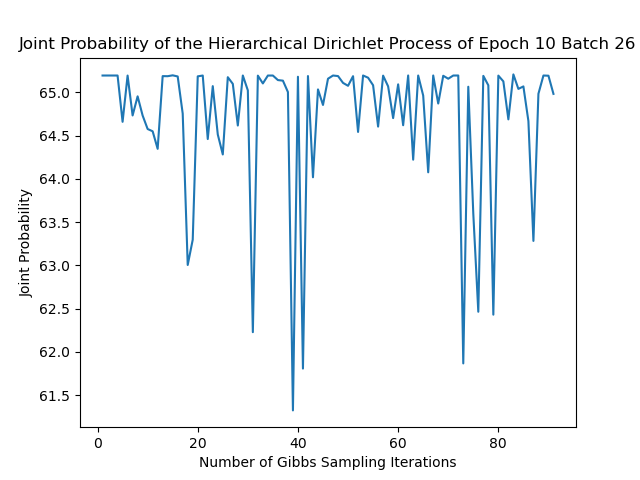 Joint Probability of the Hierarchical Dirichlet Process of Epoch 10 Batch 26
65.0
64.5
64.0
63.5
63.0
62.5
62.0
61.5
Joint Probability
0 20 40 60 80
Number of Gibbs Sampling Iterations